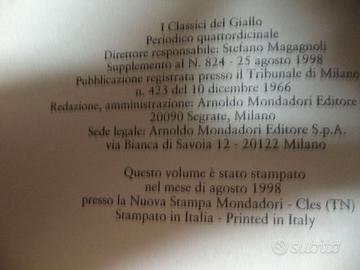 I Classici del Giallo
Periodico quattordicinale
Direttore responsabile: Stefano Magagnoli
Supplemento al N. 824 - 25 agosto 1998
Pubblicazione registrata presso il Tribunale di Milano
n. 423 del 10 dicembre 1966
Redazione, amministrazione: Arnoldo Mondadori Editore
20090 Segrate, Milano
Sede legale: Arnoldo Mondadori Editore S.p.A.
via Bianca di Savoia 12 - 20122 Milano
Questo volume è stato stampato
nel mese di agosto 1998
presso la Nuova Stampa Mondadori - Cles (TN)
Stampato in Italia - Printed in Italy
subito